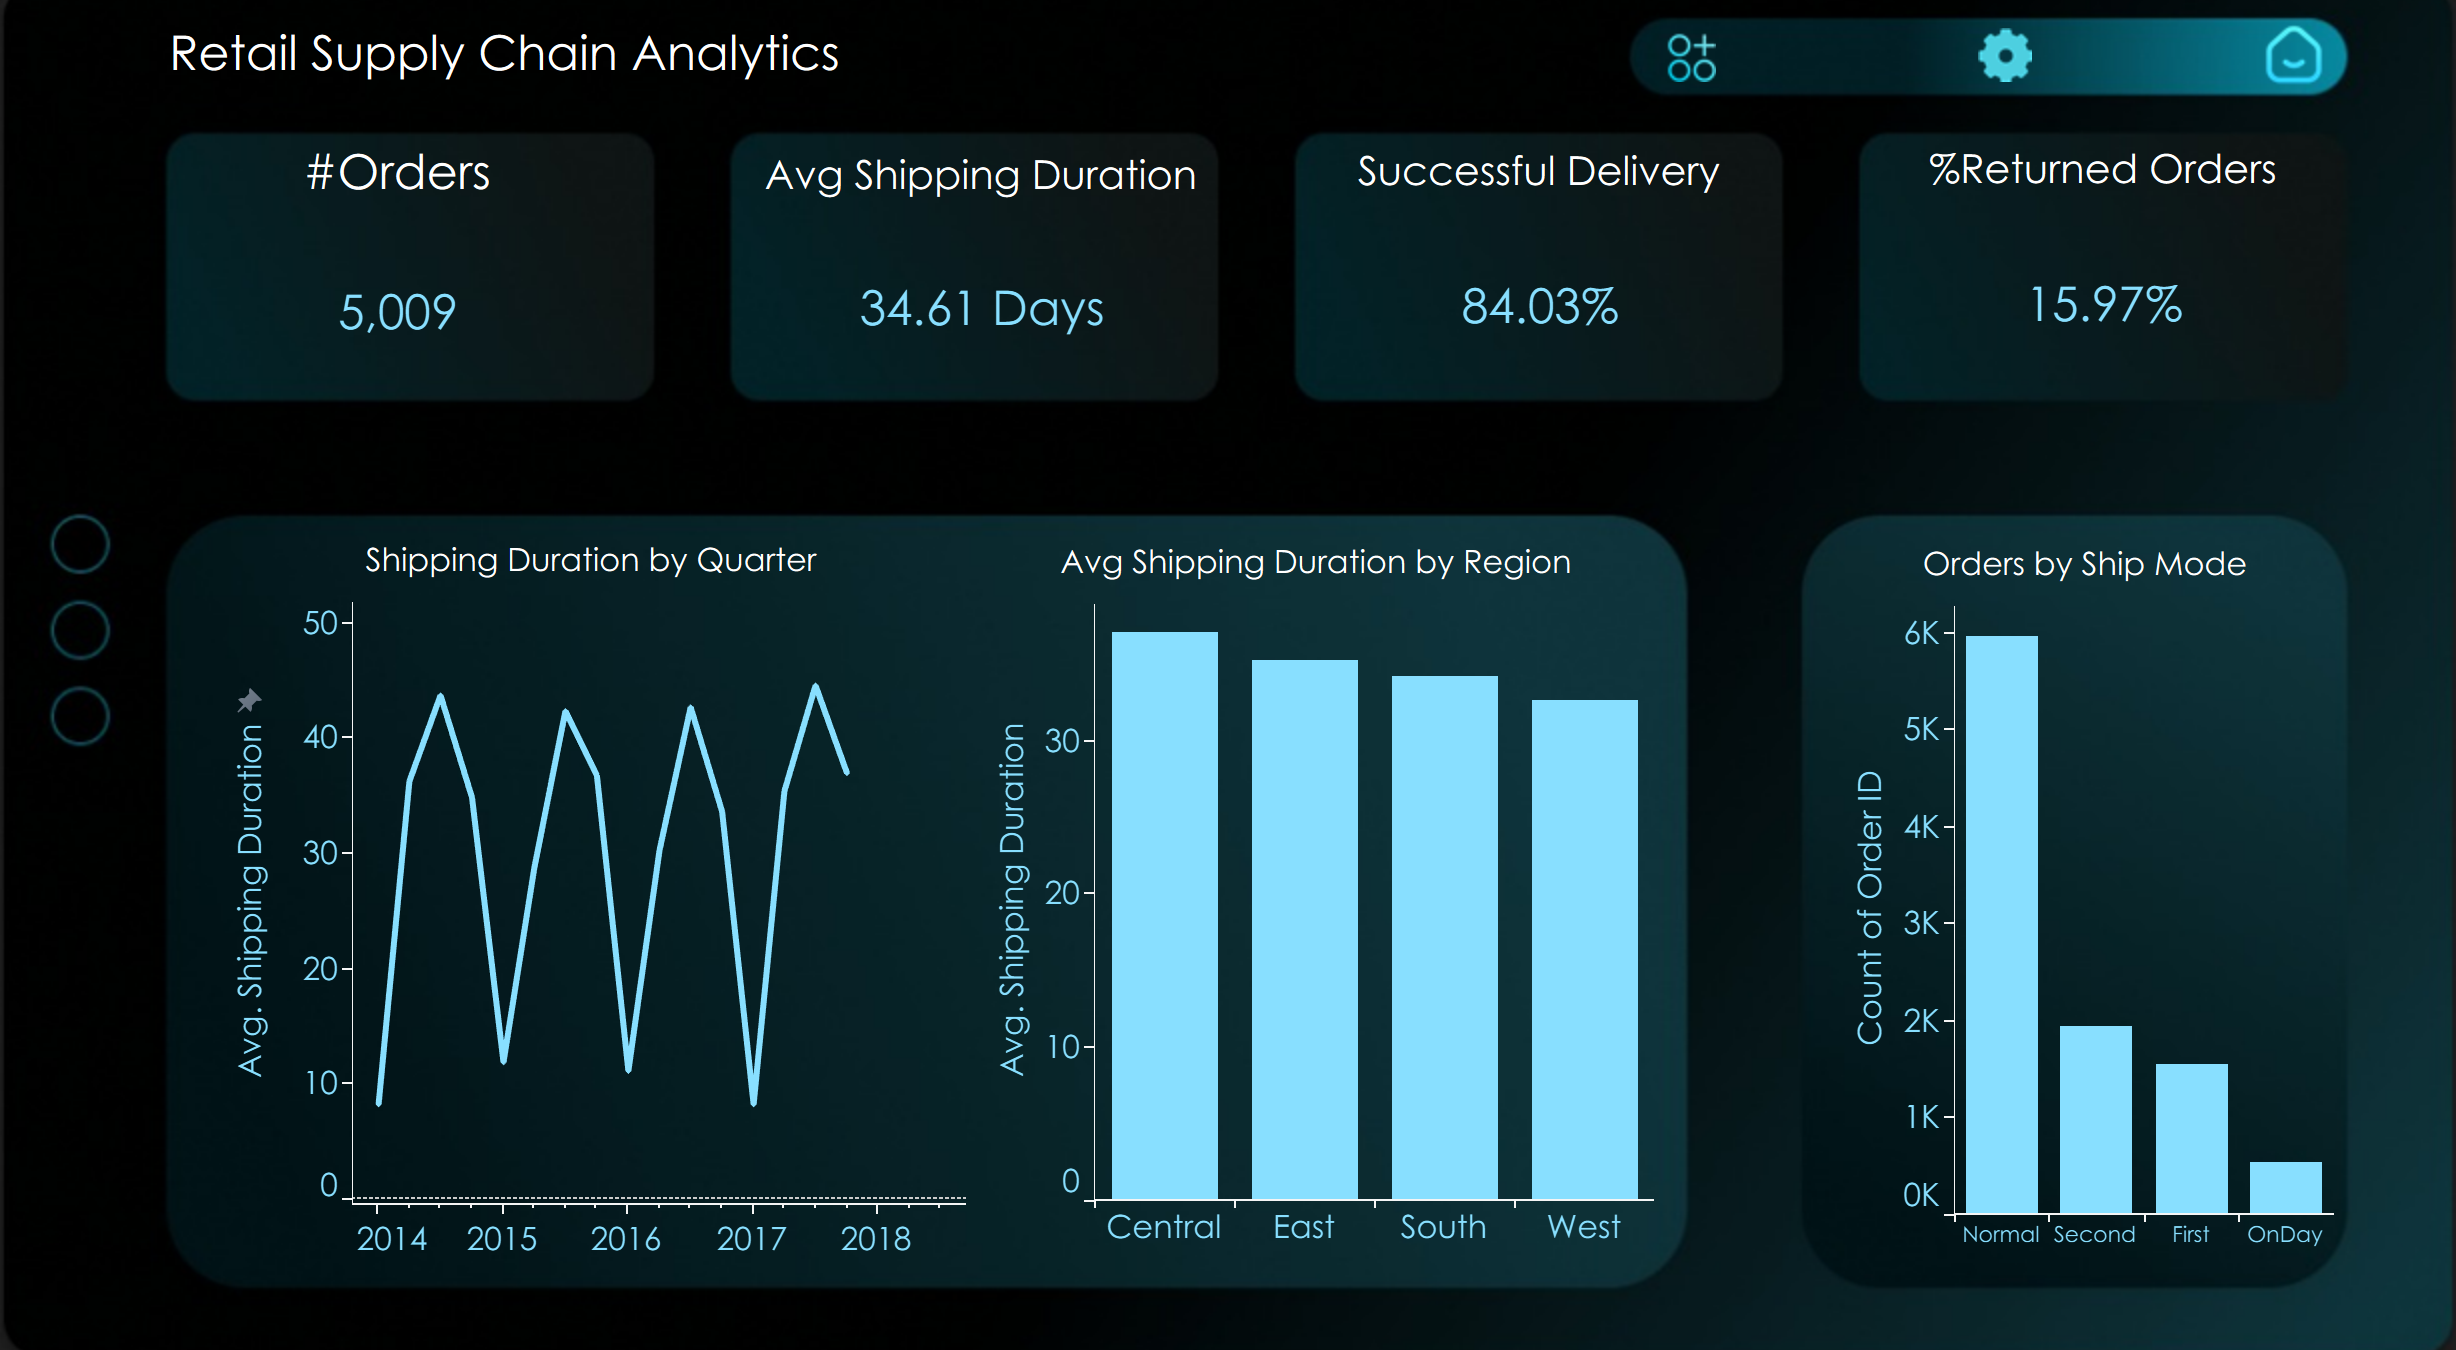 Retail Supply Chain Analytics
#Orders
5,009
Avg Shipping Duration
34.61 Days
Successful Delivery
84.03%
%Returned Orders
15.97%
Shipping Duration by Quarter
Avg. Shipping Duration
50
40
30
20
10
0
2014 2015 2016 2017 2018
Avg Shipping Duration by Region
Avg. Shipping Duration
30
20
10
0
Central East South West
Orders by Ship Mode
Count of Order ID
6K
5K
4K
3K
2K
1K
0K
Normal Second First OnDay